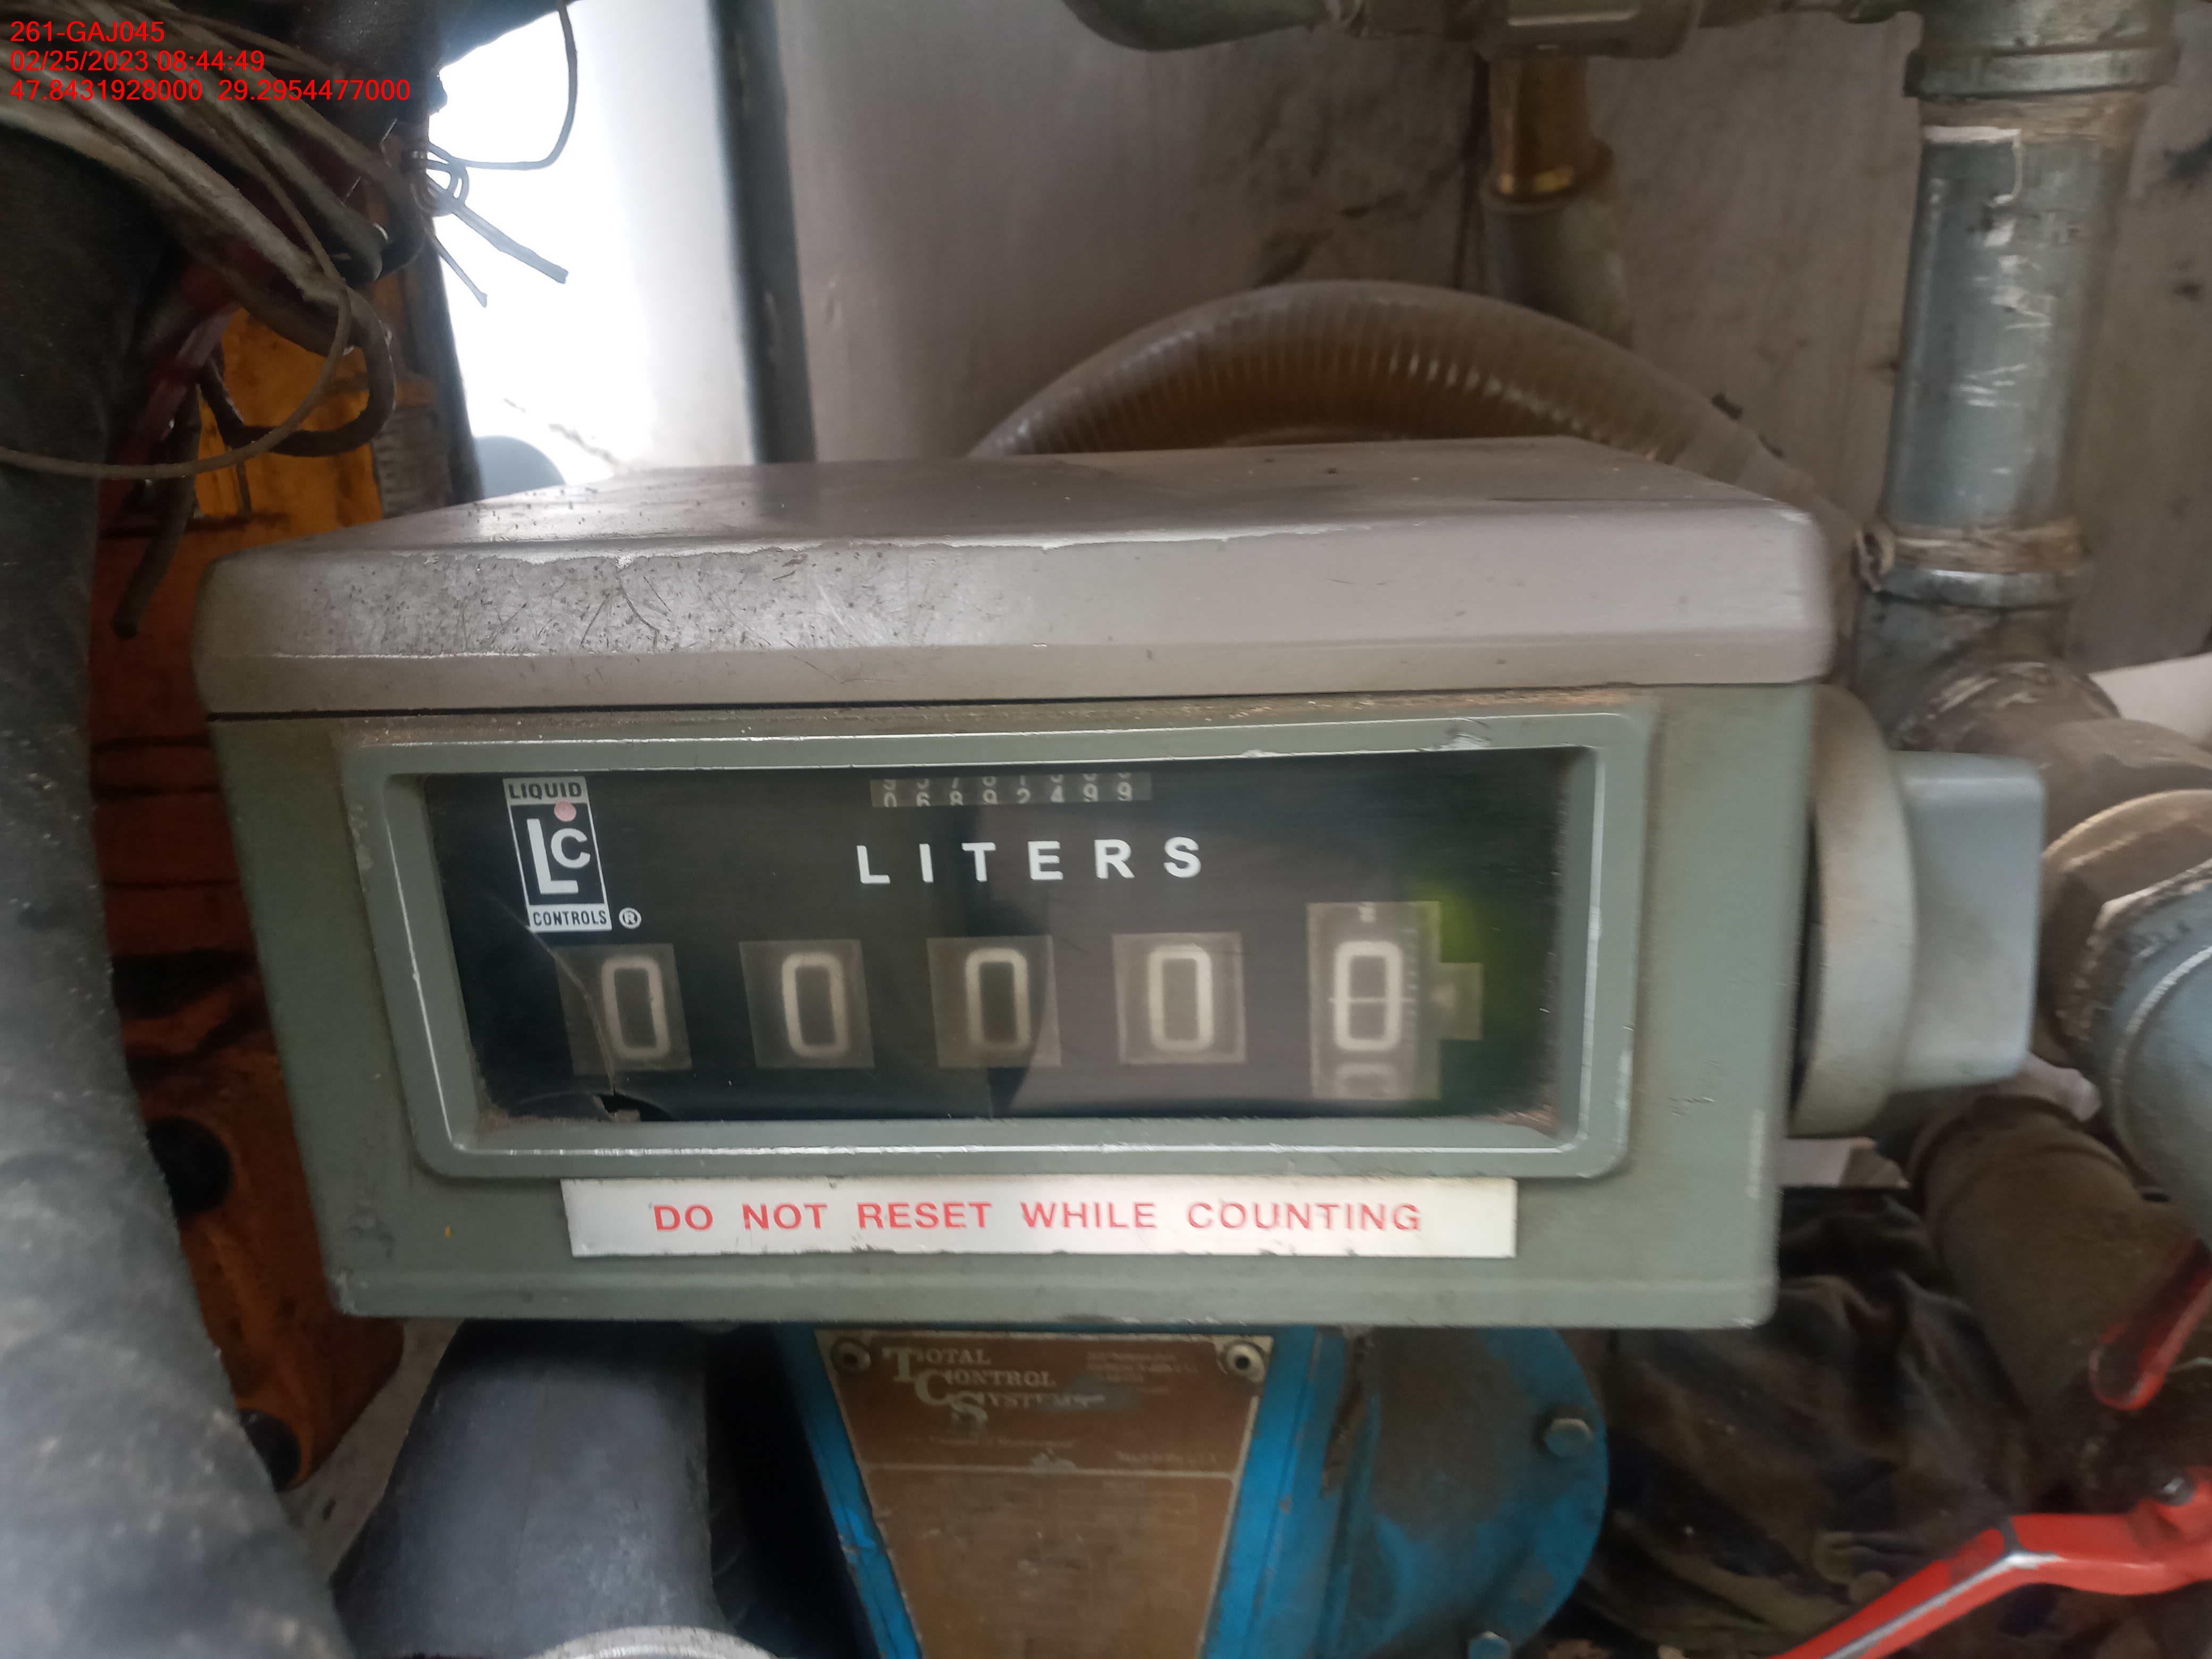 261-GAJ045
02/25/2023 08:44:49
47.8431928000 29.2954477000
LIQUID
LC
CONTROLS ®
LITERS
0 0 0 0 0
DO NOT RESET WHILE COUNTING
TOTAL
CONTROL
SYSTEMS